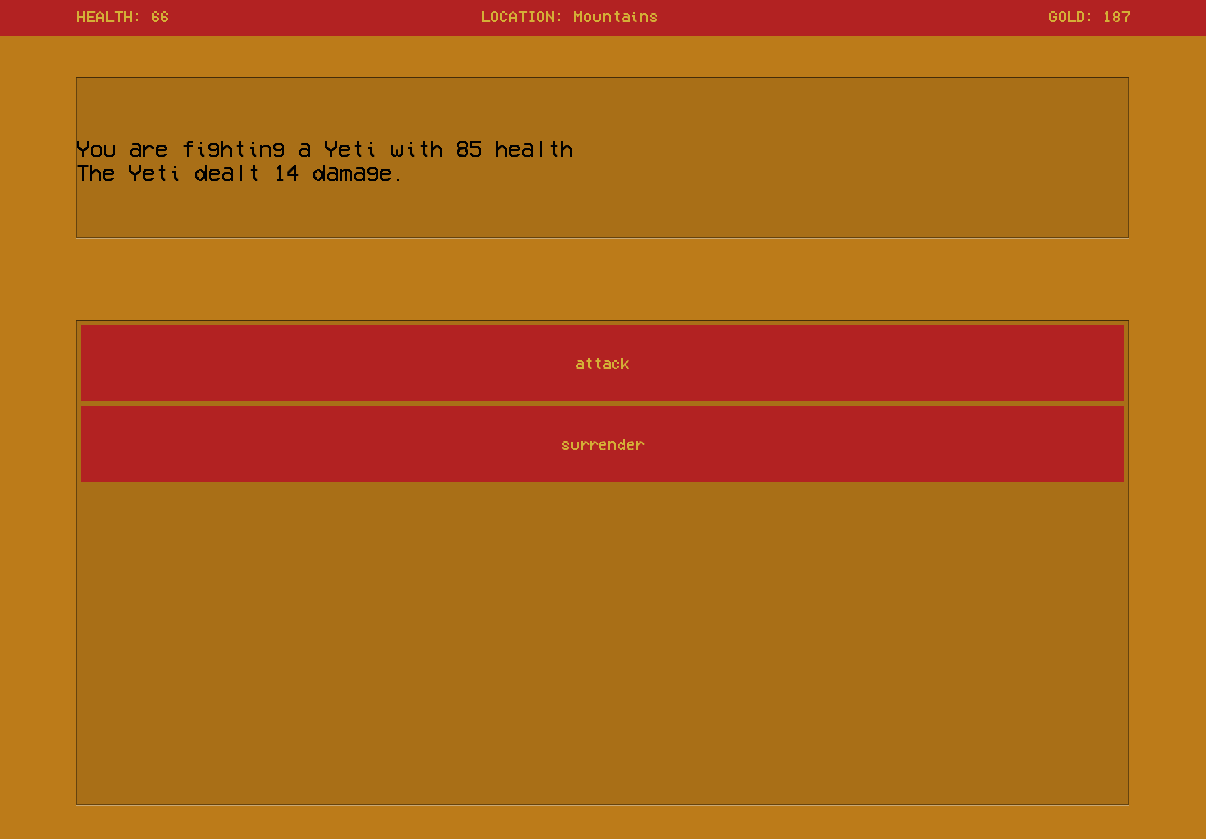 HEALTH: 66 LOCATION: Mountains GOLD: 187
You are fighting a Yeti with 85 health
The Yeti dealt 14 damage.
attack
surrender